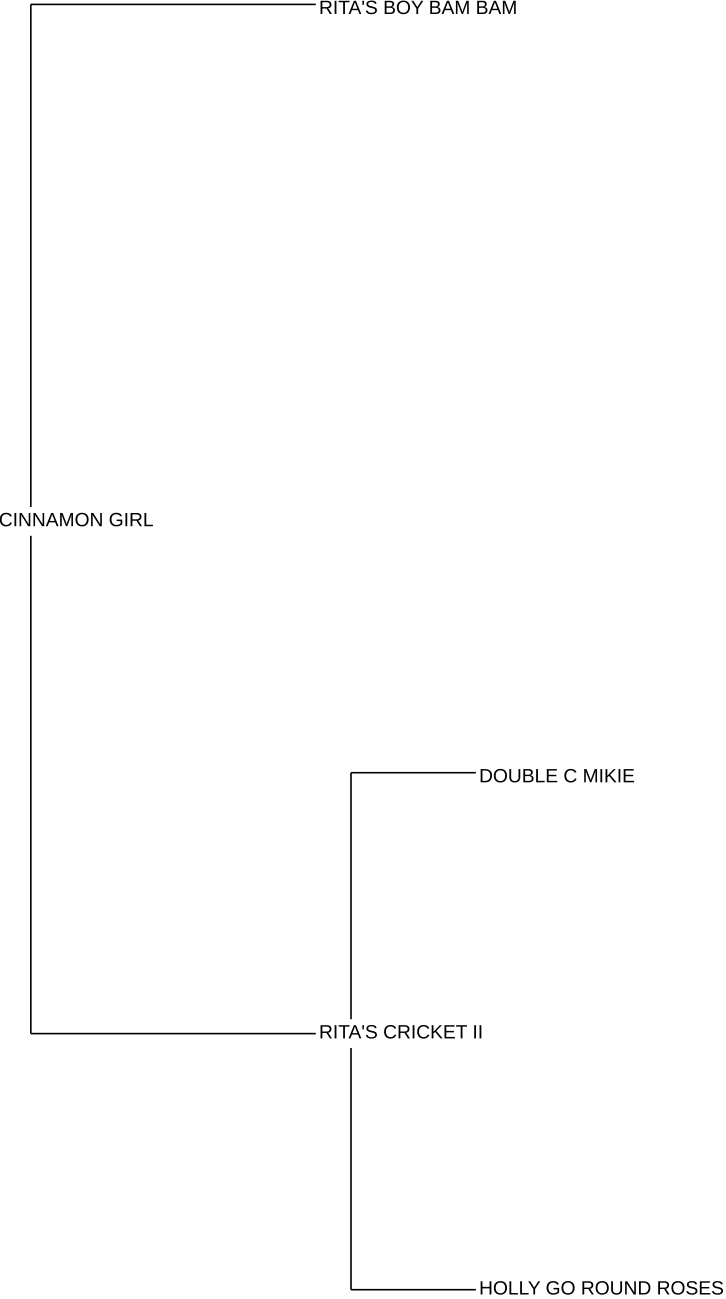 RITA'S BOY BAM BAM
CINNAMON GIRL
DOUBLE C MIKIE
RITA'S CRICKET II
HOLLY GO ROUND ROSES